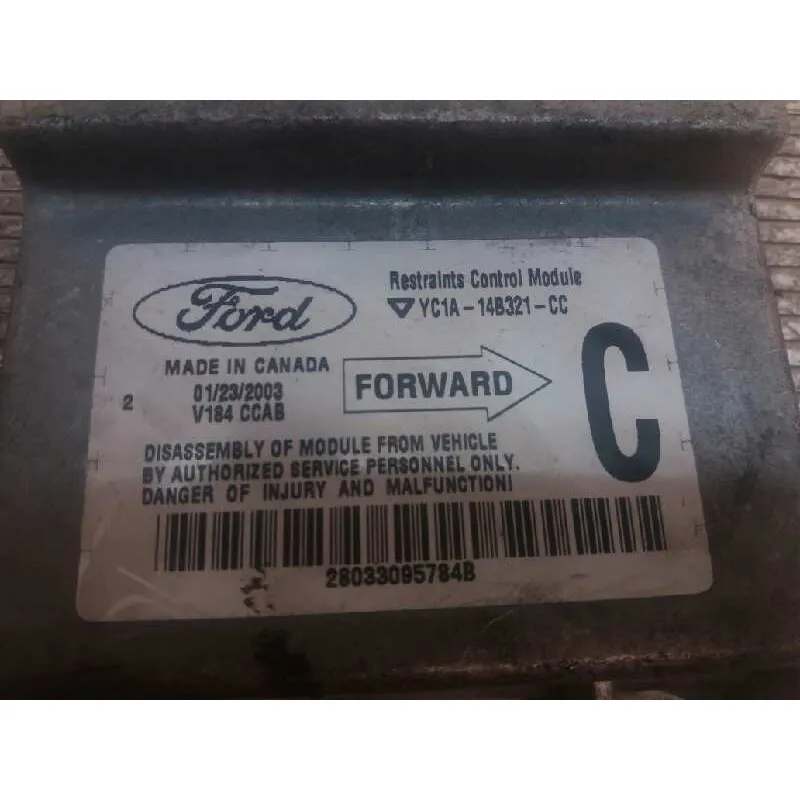 Ford
Restraints Control Module
YC1A-14B321-CC
MADE IN CANADA
01/23/2003
2
V184 CCAB
FORWARD
C
DISASSEMBLY OF MODULE FROM VEHICLE
BY AUTHORIZED SERVICE PERSONNEL ONLY.
DANGER OF INJURY AND MALFUNCTION!
28033095784B